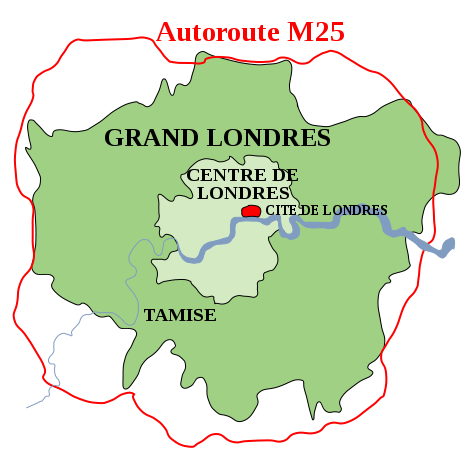 Autoroute M25
GRAND LONDRES
CENTRE DE
LONDRES
CITE DE LONDRES
TAMISE